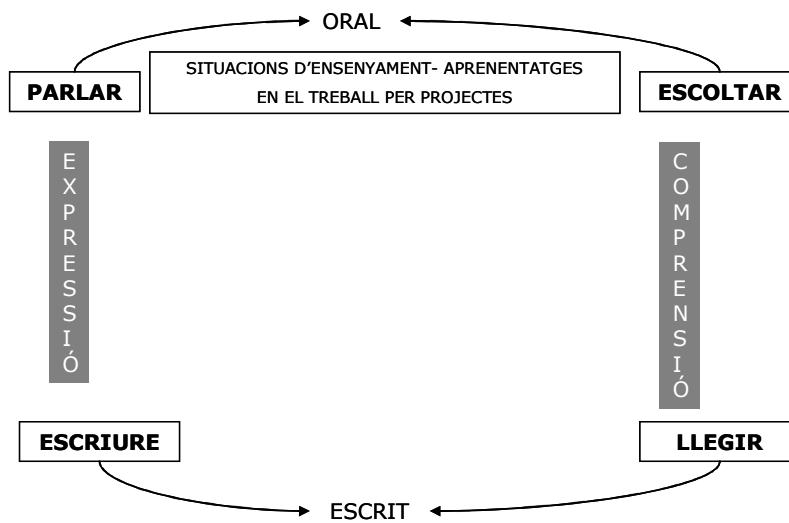 ORAL
SITUACIONS D'ENSENYAMENT- APRENENTATGES
EN EL TREBALL PER PROJECTES
PARLAR
ESCOLTAR
EXPRESSIÓ
COMPRENSIÓ
ESCRIURE
LLEGIR
ESCRIT